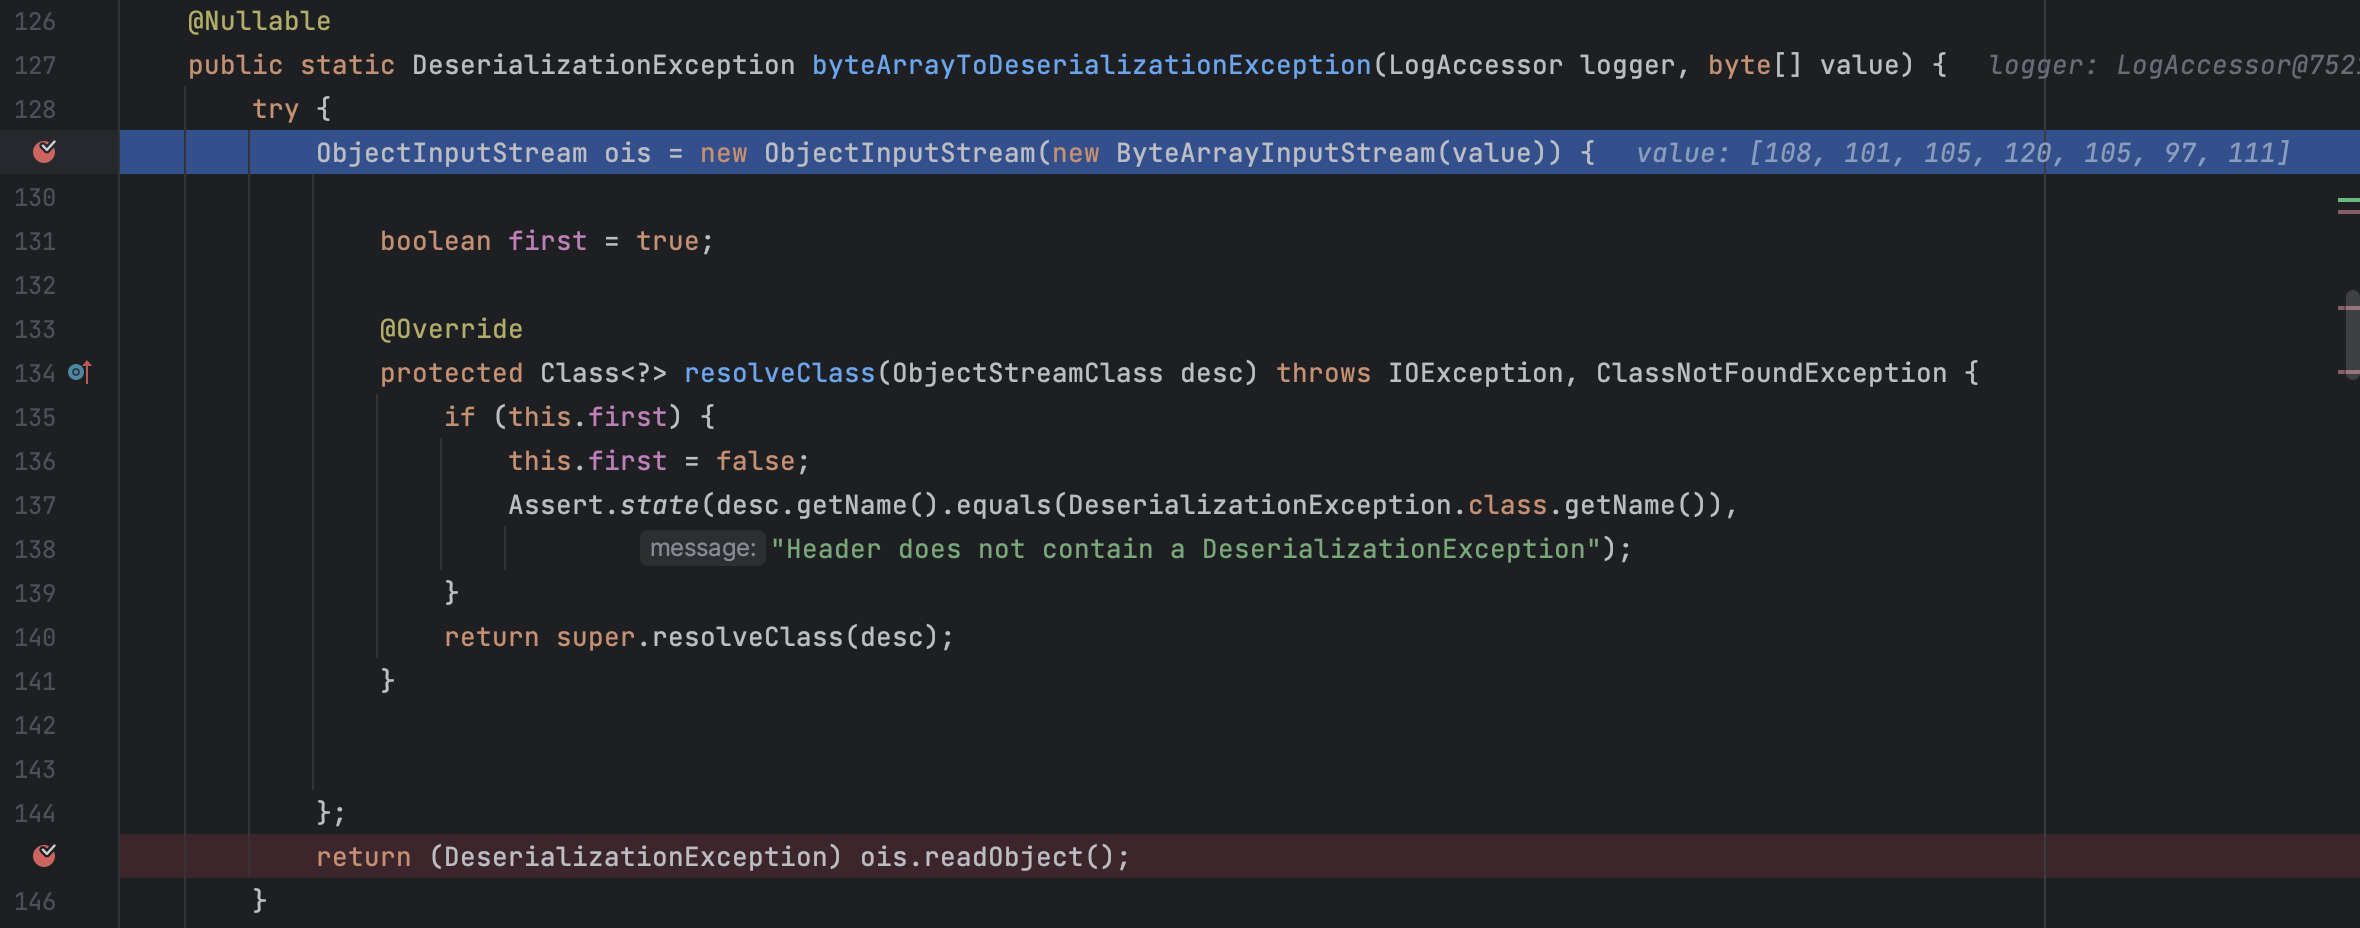 126 @Nullable
127 public static DeserializationException byteArrayToDeserializationException(LogAccessor logger, byte[] value) { logger: LogAccessor@752
128 try {
ObjectInputStream ois = new ObjectInputStream(new ByteArrayInputStream(value)) { value: [108, 101, 105, 120, 105, 97, 111]
130
131 boolean first = true;
132
133 @Override
134 protected Class<?> resolveClass(ObjectStreamClass desc) throws IOException, ClassNotFoundException {
135 if (this.first) {
136 this.first = false;
137 Assert.state(desc.getName().equals(DeserializationException.class.getName()),
138 message: "Header does not contain a DeserializationException");
139 }
140 return super.resolveClass(desc);
141 }
142
143
144 };
return (DeserializationException) ois.readObject();
146 }